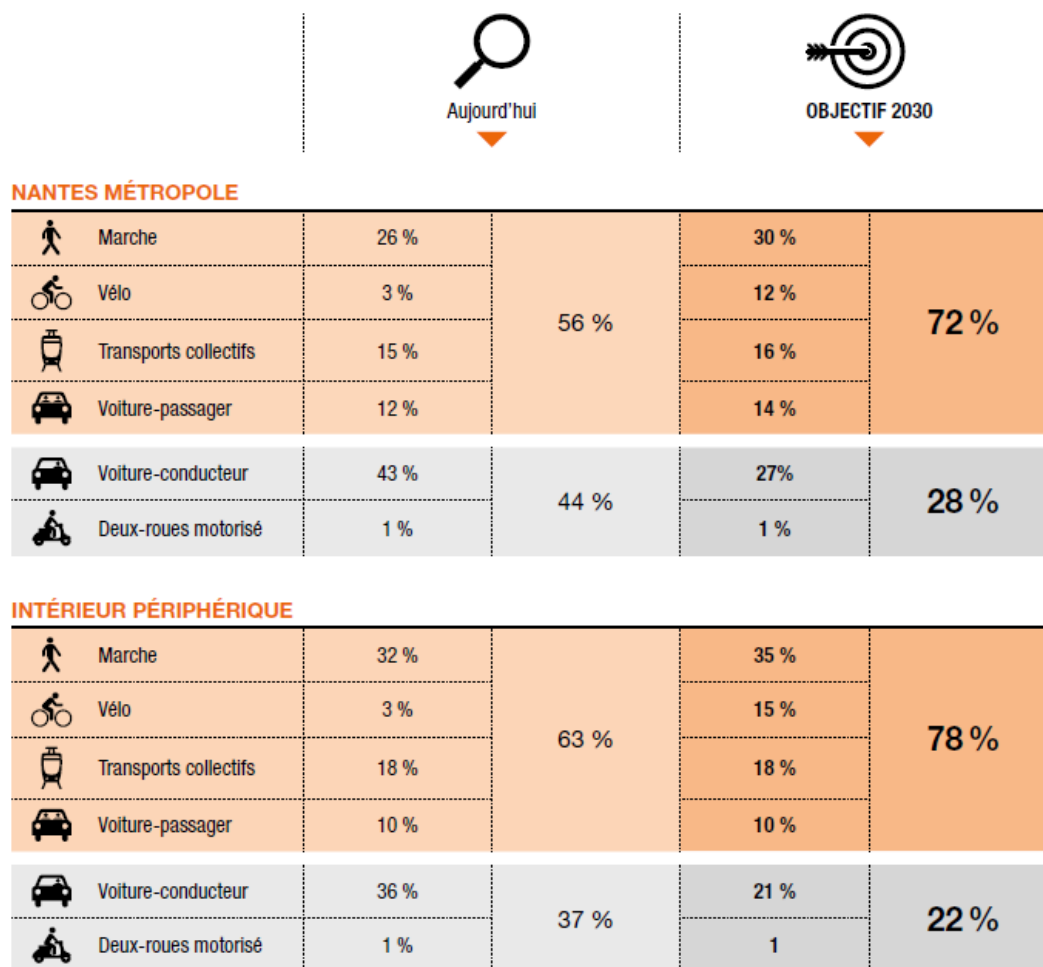 Aujourd'hui
OBJECTIF 2030
NANTES MÉTROPOLE
Marche 26 % 30 %
Vélo 3 % 12 %
56 % 72 %
Transports collectifs 15 % 16 %
Voiture-passager 12 % 14 %
Voiture-conducteur 43 % 27%
44 % 28 %
Deux-roues motorisé 1 % 1 %
INTÉRIEUR PÉRIPHÉRIQUE
Marche 32 % 35 %
Vélo 3 % 15 %
63 % 78 %
Transports collectifs 18 % 18 %
Voiture-passager 10 % 10 %
Voiture-conducteur 36 % 21 %
37 % 22 %
Deux-roues motorisé 1 % 1